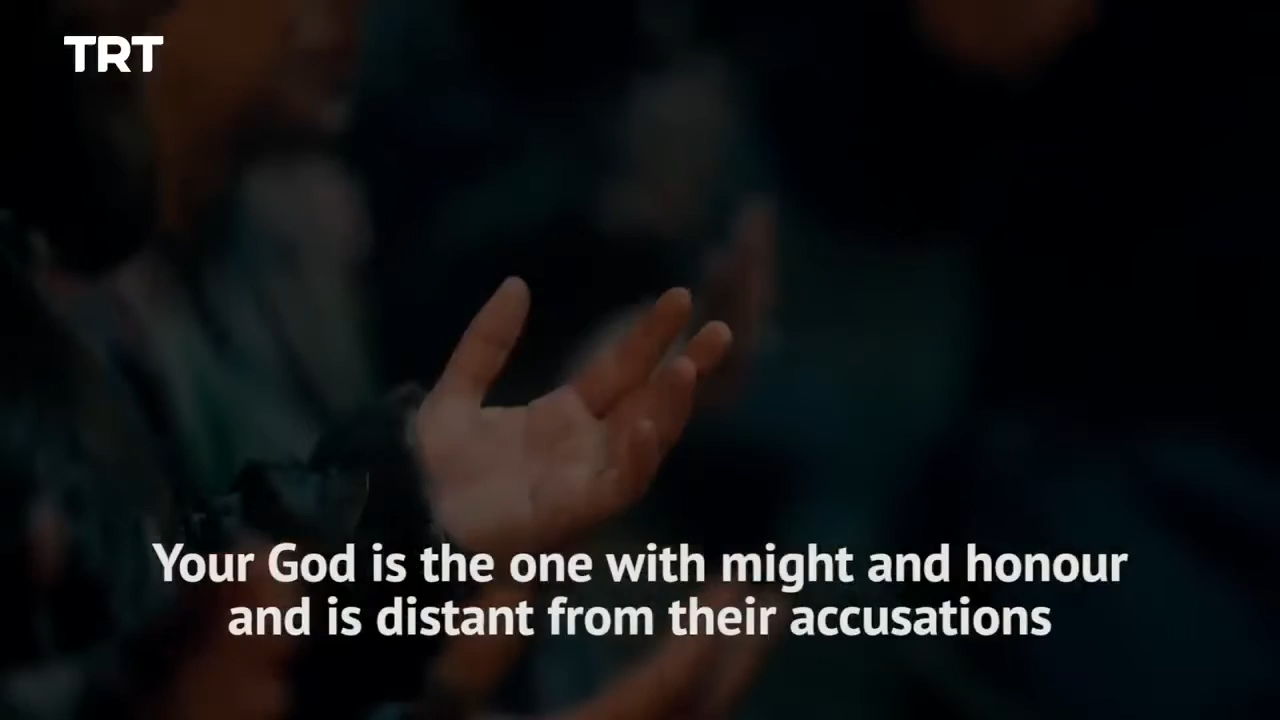 TRT
Your God is the one with might and honour
and is distant from their accusations